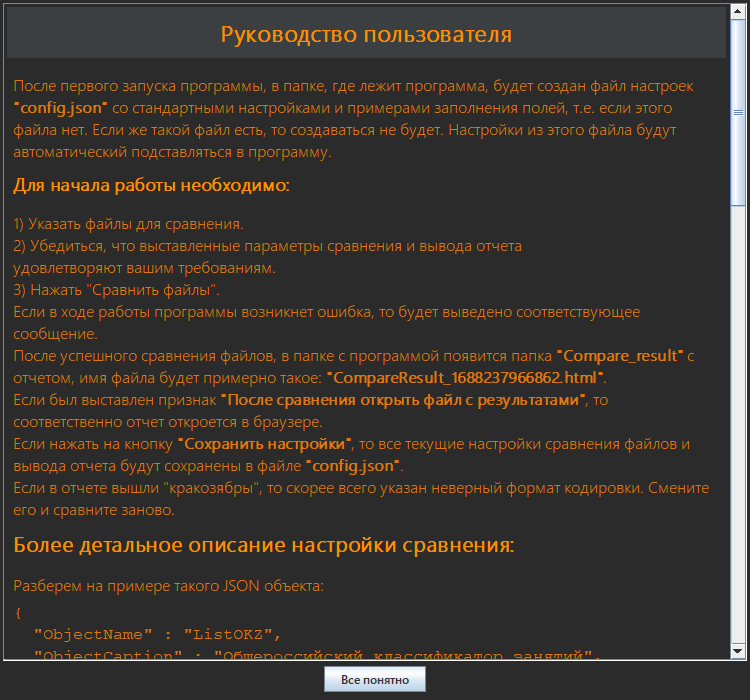 Руководство пользователя
После первого запуска программы, в папке, где лежит программа, будет создан файл настроек
"config.json" со стандартными настройками и примерами заполнения полей, т.е. если этого
файла нет. Если же такой файл есть, то создаваться не будет. Настройки из этого файла будут
автоматический подставляться в программу.
Для начала работы необходимо:
1) Указать файлы для сравнения.
2) Убедиться, что выставленные параметры сравнения и вывода отчета
удовлетворяют вашим требованиям.
3) Нажать "Сравнить файлы".
Если в ходе работы программы возникнет ошибка, то будет выведено соответствующее
сообщение.
После успешного сравнения файлов, в папке с программой появится папка "Compare_result" с
отчетом, имя файла будет примерно такое: "CompareResult_1688237966862.html".
Если был выставлен признак "После сравнения открыть файл с результатами", то
соответственно отчет откроется в браузере.
Если нажать на кнопку "Сохранить настройки", то все текущие настройки сравнения файлов и
вывода отчета будут сохранены в файле "config.json".
Если в отчете вышли "кракозябры", то скорее всего указан неверный формат кодировки. Смените
его и сравните заново.
Более детальное описание настройки сравнения:
Разберем на примере такого JSON объекта:
{
"ObjectName" : "ListOKZ",
"ObjectCaption" : "Общероссийский классификатор занятий",
Все понятно